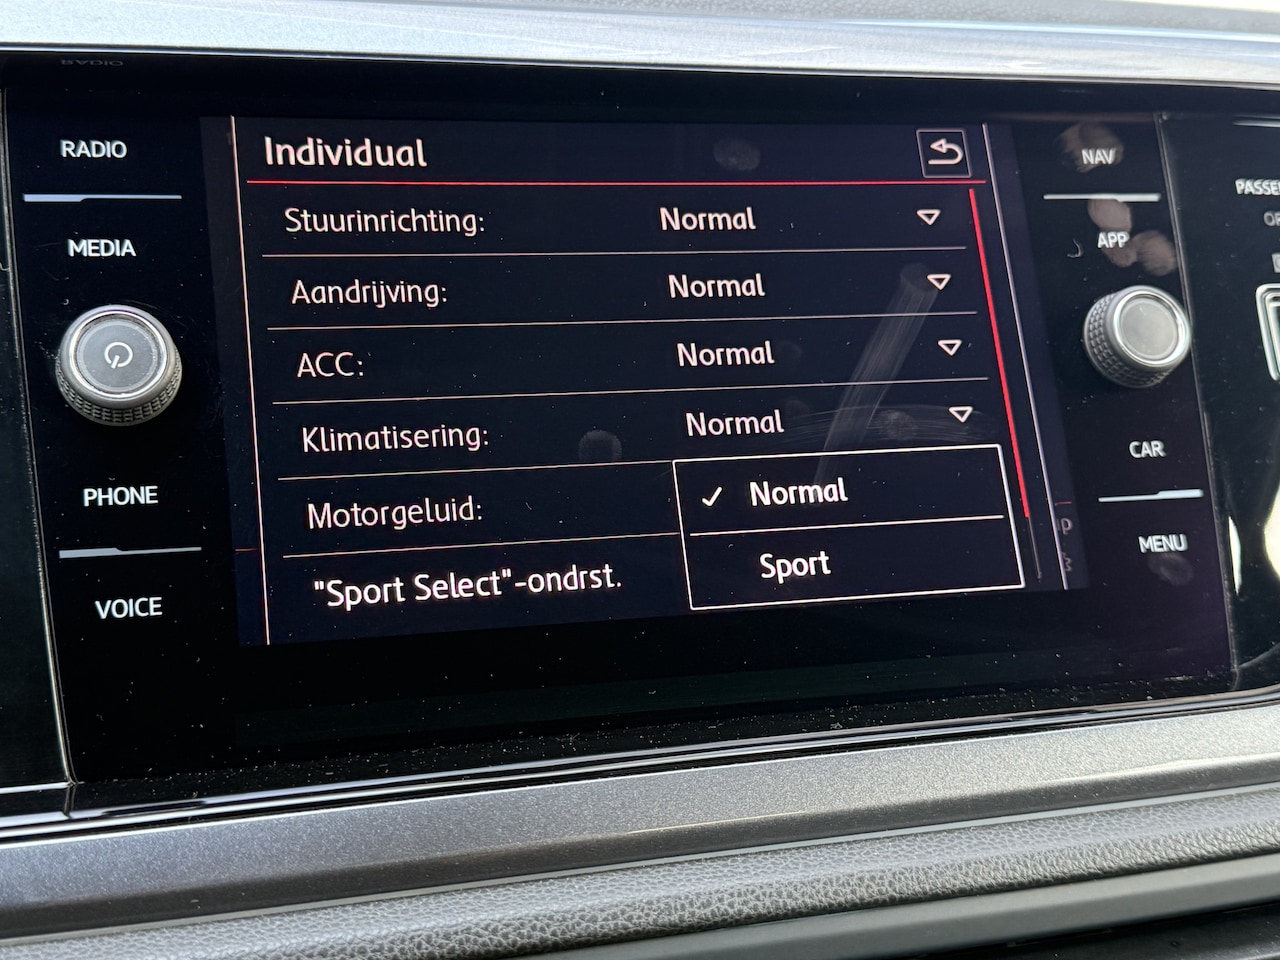 RADIO
MEDIA
PHONE
VOICE
Individual
Stuurinrichting: Normal
Aandrijving: Normal
ACC: Normal
Klimatisering: Normal
Motorgeluid:
Normal
Sport
"Sport Select"-ondrst.
NAV
APP
CAR
MENU